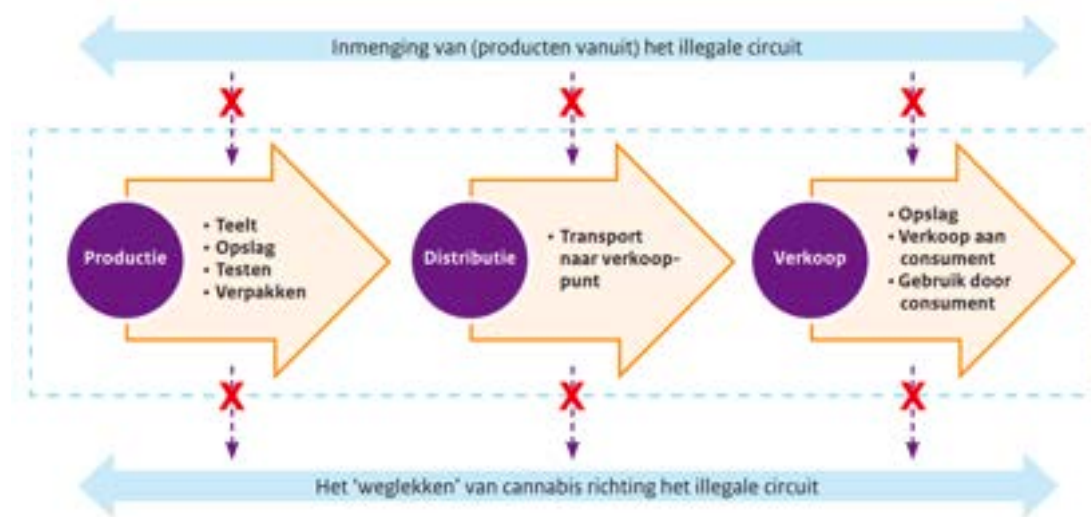 Inmenging van (producten vanuit) het illegale circuit
X X X
Productie
• Teelt
• Opslag
• Testen
• Verpakken
Distributie
• Transport
naar verkoop-
punt
Verkoop
• Opslag
• Verkoop aan
consument
• Gebruik door
consument
X X X
Het 'weglekken' van cannabis richting het illegale circuit